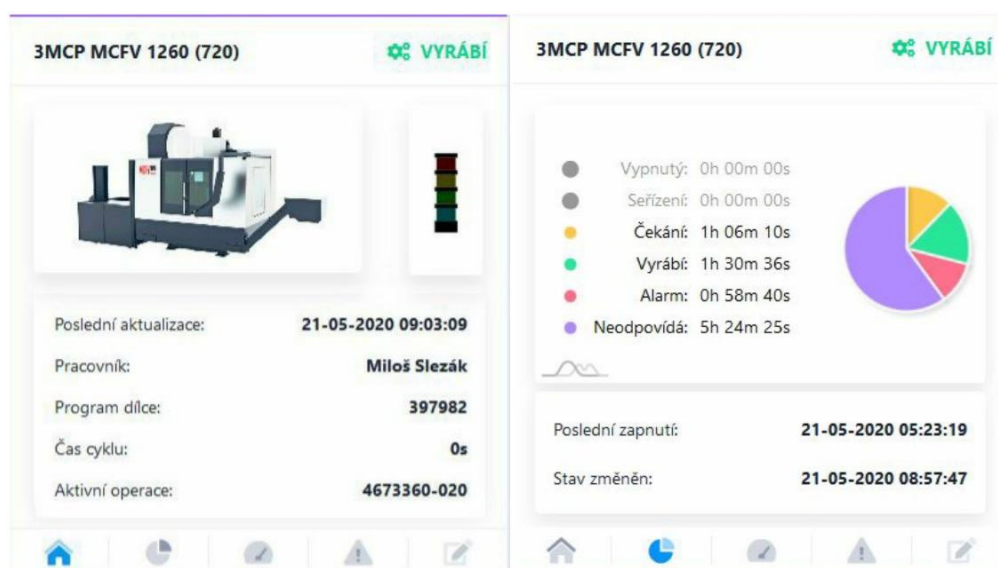 3MCP MCFV 1260 (720) VYRÁBÍ
Poslední aktualizace: 21-05-2020 09:03:09
Pracovník: Miloš Slezák
Program dílce: 397982
Čas cyklu: 0s
Aktivní operace: 4673360-020
3MCP MCFV 1260 (720) VYRÁBÍ
Vypnutý: 0h 00m 00s
Seřízení: 0h 00m 00s
Čekání: 1h 06m 10s
Vyrábí: 1h 30m 36s
Alarm: 0h 58m 40s
Neodpovídá: 5h 24m 25s
Poslední zapnutí: 21-05-2020 05:23:19
Stav změněn: 21-05-2020 08:57:47